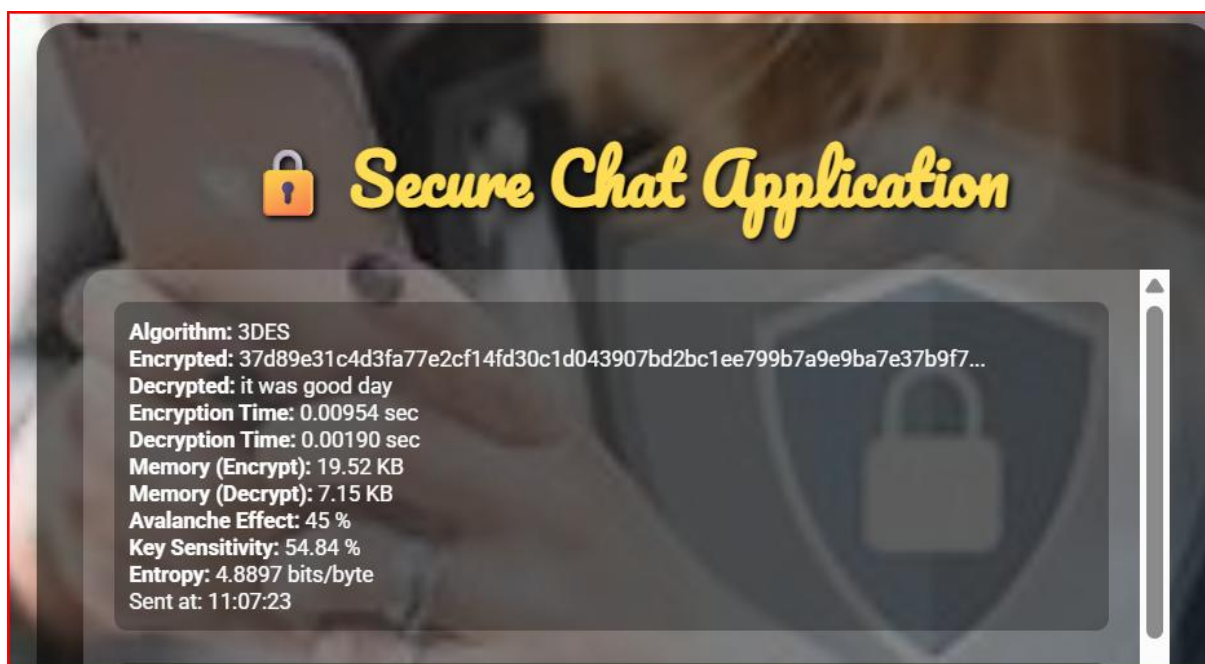 🔒 Secure Chat Application
Algorithm: 3DES
Encrypted: 37d89e31c4d3fa77e2cf14fd30c1d043907bd2bc1ee799b7a9e9ba7e37b9f7...
Decrypted: it was good day
Encryption Time: 0.00954 sec
Decryption Time: 0.00190 sec
Memory (Encrypt): 19.52 KB
Memory (Decrypt): 7.15 KB
Avalanche Effect: 45 %
Key Sensitivity: 54.84 %
Entropy: 4.8897 bits/byte
Sent at: 11:07:23